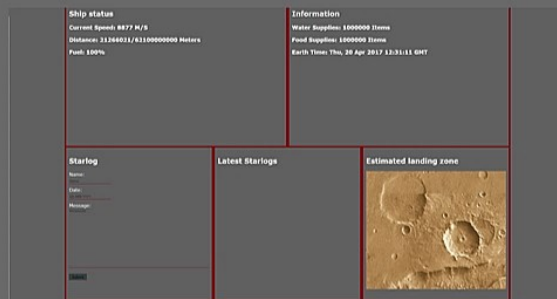 Ship status
Current Speed: 8877 M/S
Distance: 21266021/62100000000 Meters
Fuel: 100%
Information
Water Supplies: 1000000 Items
Food Supplies: 1000000 Items
Earth Time: Thu, 20 Apr 2017 12:31:11 GMT
Starlog
Name:
Date:
Message:
Latest Starlogs
Estimated landing zone